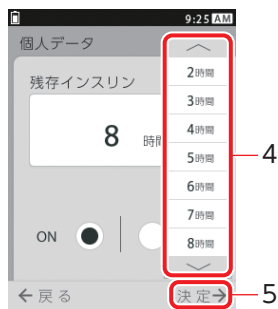 9:25 AM
個人データ
残存インスリン
8 時間
ON
2時間
3時間
4時間
5時間
6時間
7時間
8時間
4
←戻る
決定→
5